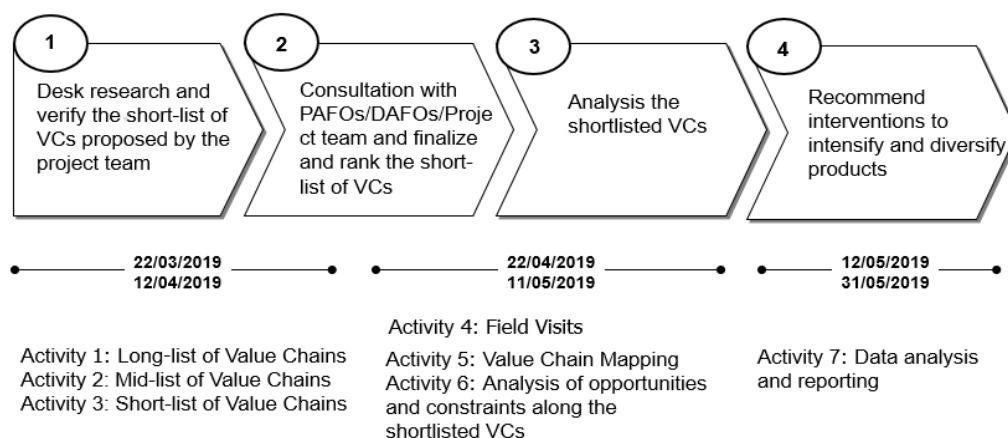 1
Desk research and
verify the short-list of
VCs proposed by the
project team
2
Consultation with
PAFOs/DAFOs/Proje
ct team and finalize
and rank the short-
list of VCs
3
Analysis the
shortlisted VCs
4
Recommend
interventions to
intensify and diversify
products
22/03/2019
12/04/2019
22/04/2019
11/05/2019
12/05/2019
31/05/2019
Activity 1: Long-list of Value Chains
Activity 2: Mid-list of Value Chains
Activity 3: Short-list of Value Chains
Activity 4: Field Visits
Activity 5: Value Chain Mapping
Activity 6: Analysis of opportunities
and constraints along the
shortlisted VCs
Activity 7: Data analysis
and reporting